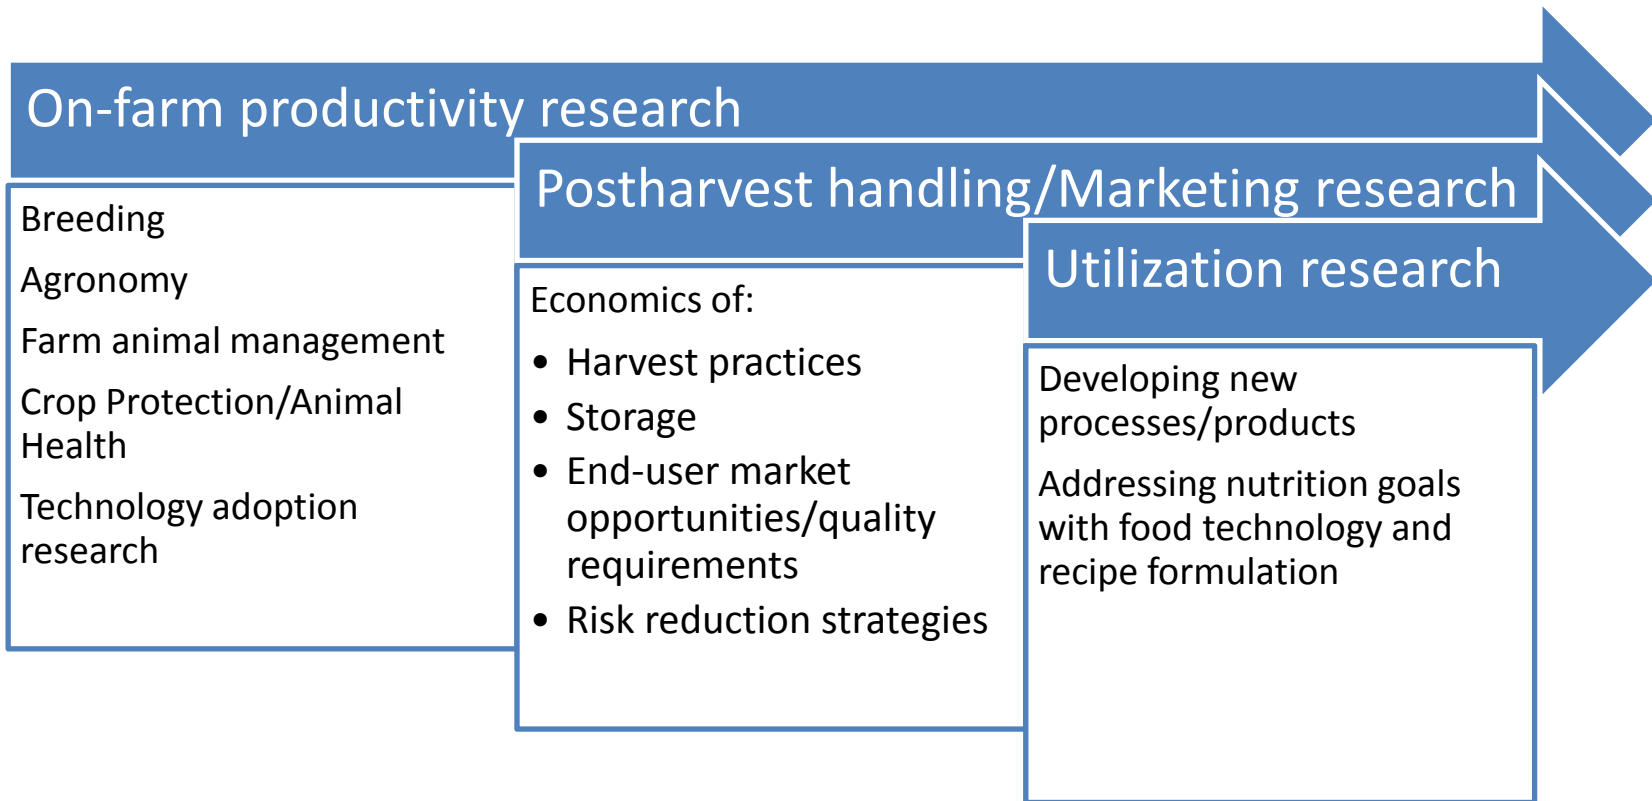 On-farm productivity research
Breeding
Agronomy
Farm animal management
Crop Protection/Animal
Health
Technology adoption
research
Postharvest handling/Marketing research
Economics of:
• Harvest practices
• Storage
• End-user market
opportunities/quality
requirements
• Risk reduction strategies
Utilization research
Developing new
processes/products
Addressing nutrition goals
with food technology and
recipe formulation